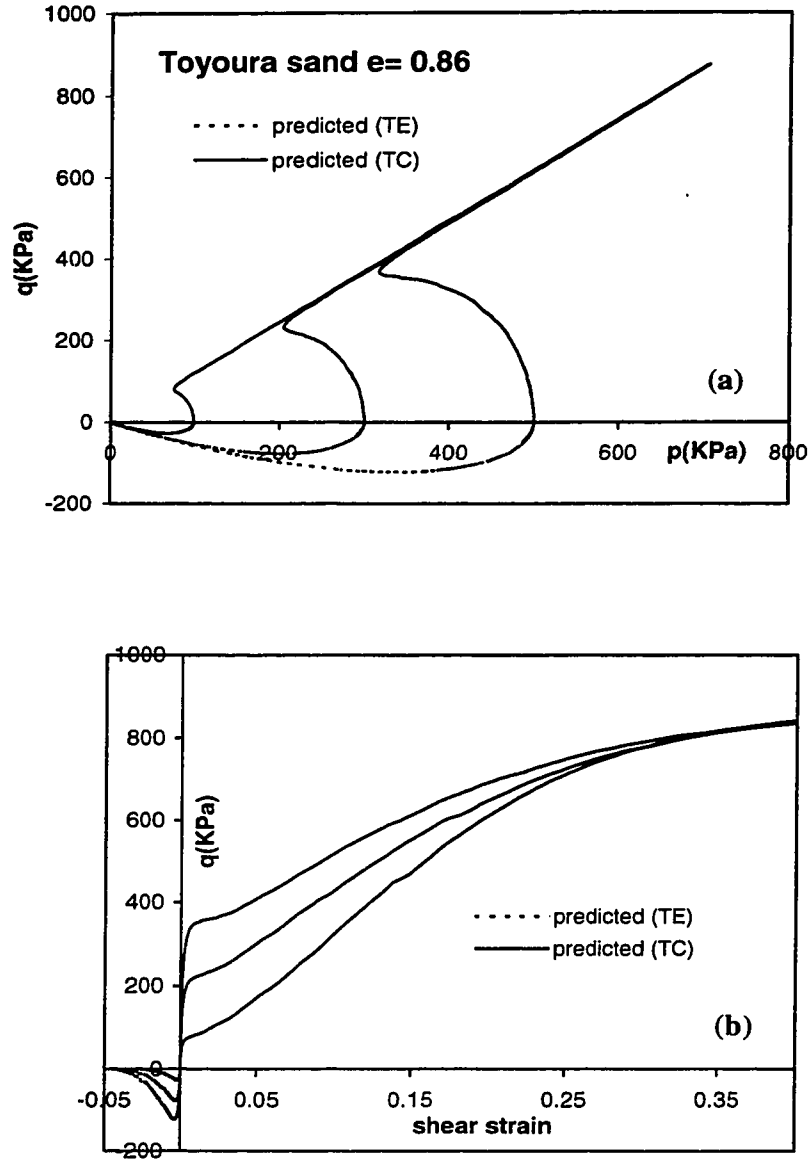 1000
Toyoura sand e= 0.86
800
predicted (TE)
predicted (TC)
600
q(KPa)
400
200
(a)
0
0 200 400 p(KPa) 800
-200
1000
800
q(KPa)
600
400
predicted (TE)
predicted (TC)
200
(b)
0
-0.05 0.05 0.15 0.25 0.35
shear strain
-200